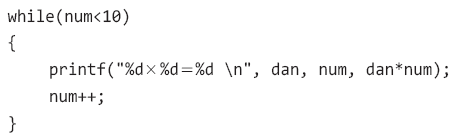 while(num<10)
{
    printf("%d×%d=%d \n", dan, num, dan*num);
    num++;
}